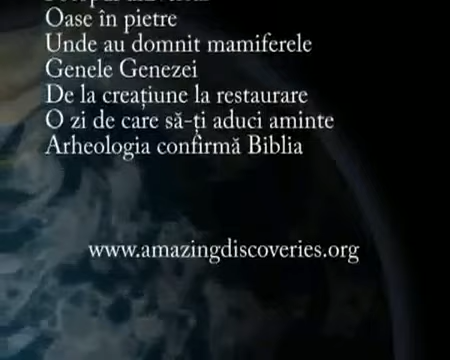 Oase în pietre
Unde au domnit mamiferele
Genele Genezei
De la creațiune la restaurare
O zi de care să-ți aduci aminte
Arheologia confirmă Biblia
www.amazingdiscoveries.org